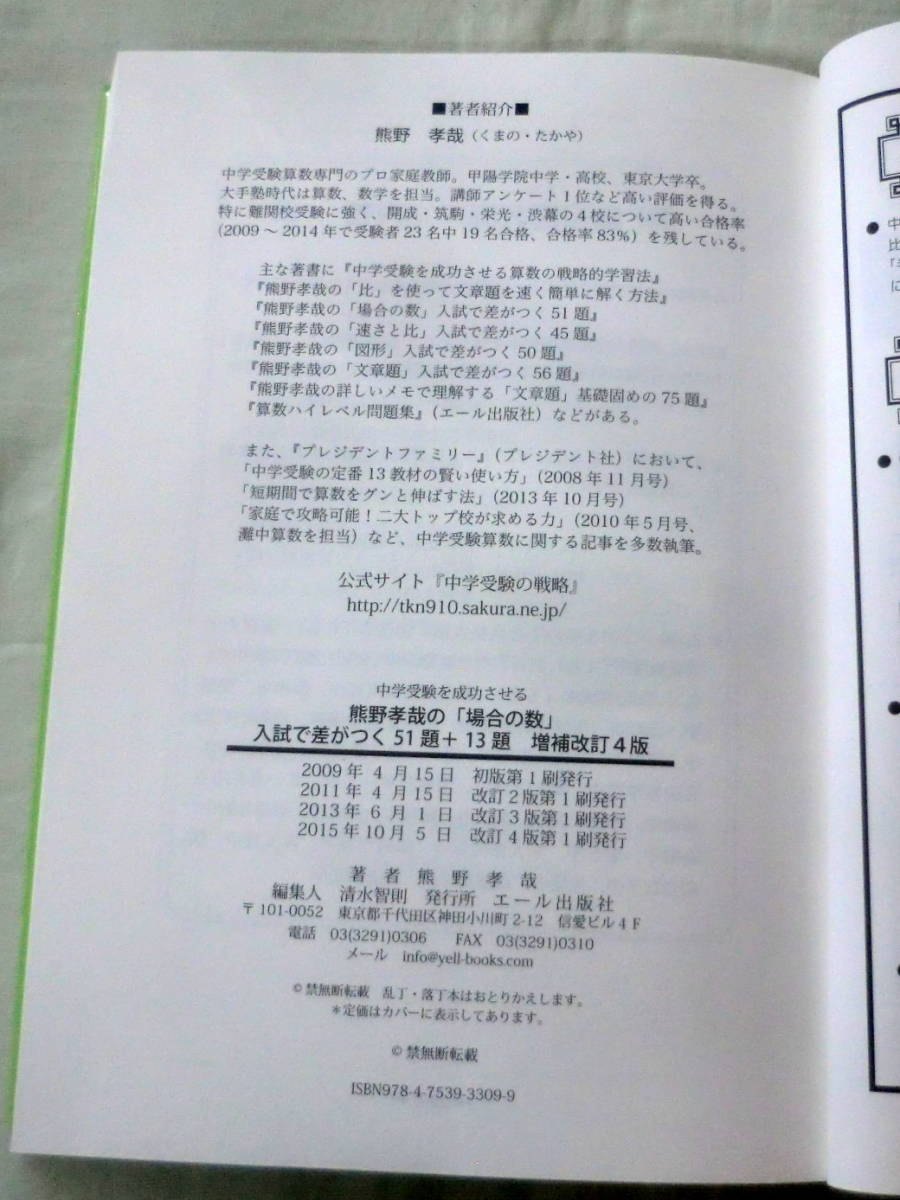 ■著者紹介■
熊野 孝哉（くまの・たかや）
中学受験算数専門のプロ家庭教師。甲陽学院中学・高校、東京大学卒。
大手塾時代は算数、数学を担当。講師アンケート1位など高い評価を得る。
特に難関校受験に強く、開成・筑駒・栄光・渋幕の4校について高い合格率
(2009～2014年で受験者23名中19名合格、合格率83%）を残している。
主な著書に『中学受験を成功させる算数の戦略的学習法』
『熊野孝哉の「比」を使って文章題を速く簡単に解く方法』
『熊野孝哉の「場合の数」入試で差がつく51題』
『熊野孝哉の「速さと比」入試で差がつく45題』
『熊野孝哉の「図形」入試で差がつく50題』
『熊野孝哉の「文章題」入試で差がつく56題』
『熊野孝哉の詳しいメモで理解する「文章題」基礎固めの75題』
『算数ハイレベル問題集』（エール出版社）などがある。
また、『プレジデントファミリー』（プレジデント社）において、
「中学受験の定番13教材の賢い使い方」（2008年11月号）
「短期間で算数をグンと伸ばす法」（2013年10月号）
「家庭で攻略可能！二大トップ校が求める力」（2010年5月号、
灘中算数を担当）など、中学受験算数に関する記事を多数執筆。
公式サイト『中学受験の戦略』
http://tkn910.sakura.ne.jp/
中学受験を成功させる
熊野孝哉の「場合の数」
入試で差がつく51題＋13題 増補改訂4版
2009年 4月15日 初版第1刷発行
2011年 4月15日 改訂2版第1刷発行
2013年 6月 1日 改訂3版第1刷発行
2015年10月 5日 改訂4版第1刷発行
著者 熊野孝哉
編集人 清水智則 発行所 エール出版社
〒101-0052 東京都千代田区神田小川町2-12 信愛ビル4F
電話 03(3291)0306 FAX 03(3291)0310
メール info@yell-books.com
©禁無断転載 乱丁・落丁本はおとりかえします。
＊定価はカバーに表示してあります。
©禁無断転載
ISBN978-4-7539-3309-9